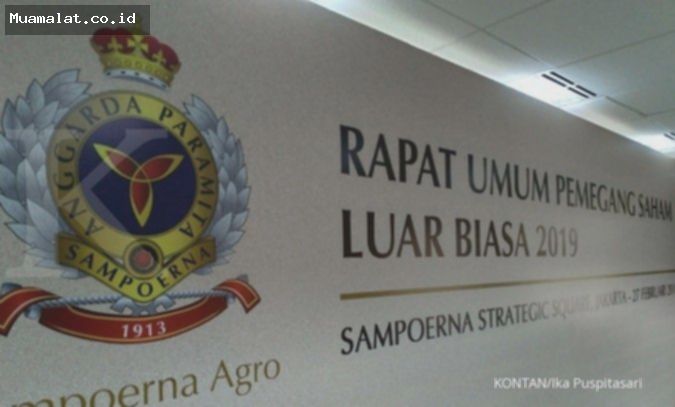 Muamalat.co.id
ANGGARDA PARAMITA
SAMPOERNA
1913
Sampoerna Agro
RAPAT UMUM PEMEGANG SAHAM
LUAR BIASA 2019
SAMPOERNA STRATEGIC SQUARE, JAKARTA - 27 FEBRUARI
KONTAN/Ika Puspitasari